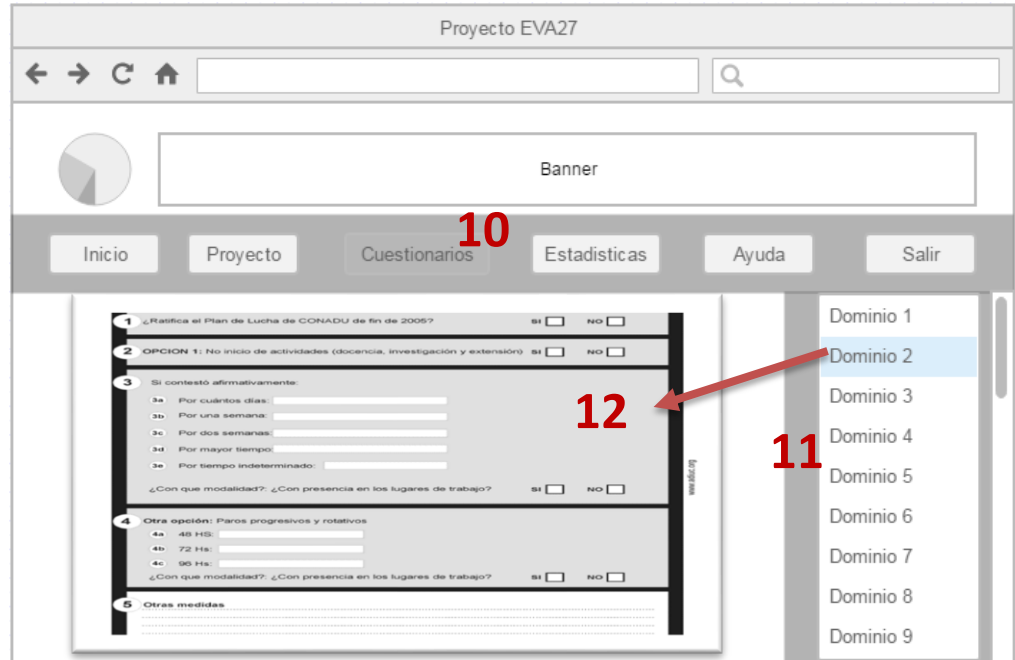 Proyecto EVA27
Banner
10
Inicio Proyecto Cuestionarios Estadisticas Ayuda Salir
1 ¿Ratifica el Plan de Lucha de CONADU de fin de 2005? SI NO
2 OPCION 1: No inicio de actividades (docencia, investigación y extensión) SI NO
3 Si contestó afirmativamente:
3a Por cuántos días:
3b Por una semana:
3c Por dos semanas:
3d Por mayor tiempo:
3e Por tiempo indeterminado:
¿Con que modalidad?: ¿Con presencia en los lugares de trabajo? SI NO
4 Otra opción: Paros progresivos y rotativos
4a 48 HS:
4b 72 Hs:
4c 96 Hs:
¿Con que modalidad?: ¿Con presencia en los lugares de trabajo? SI NO
5 Otras medidas
12
11
Dominio 1
Dominio 2
Dominio 3
Dominio 4
Dominio 5
Dominio 6
Dominio 7
Dominio 8
Dominio 9